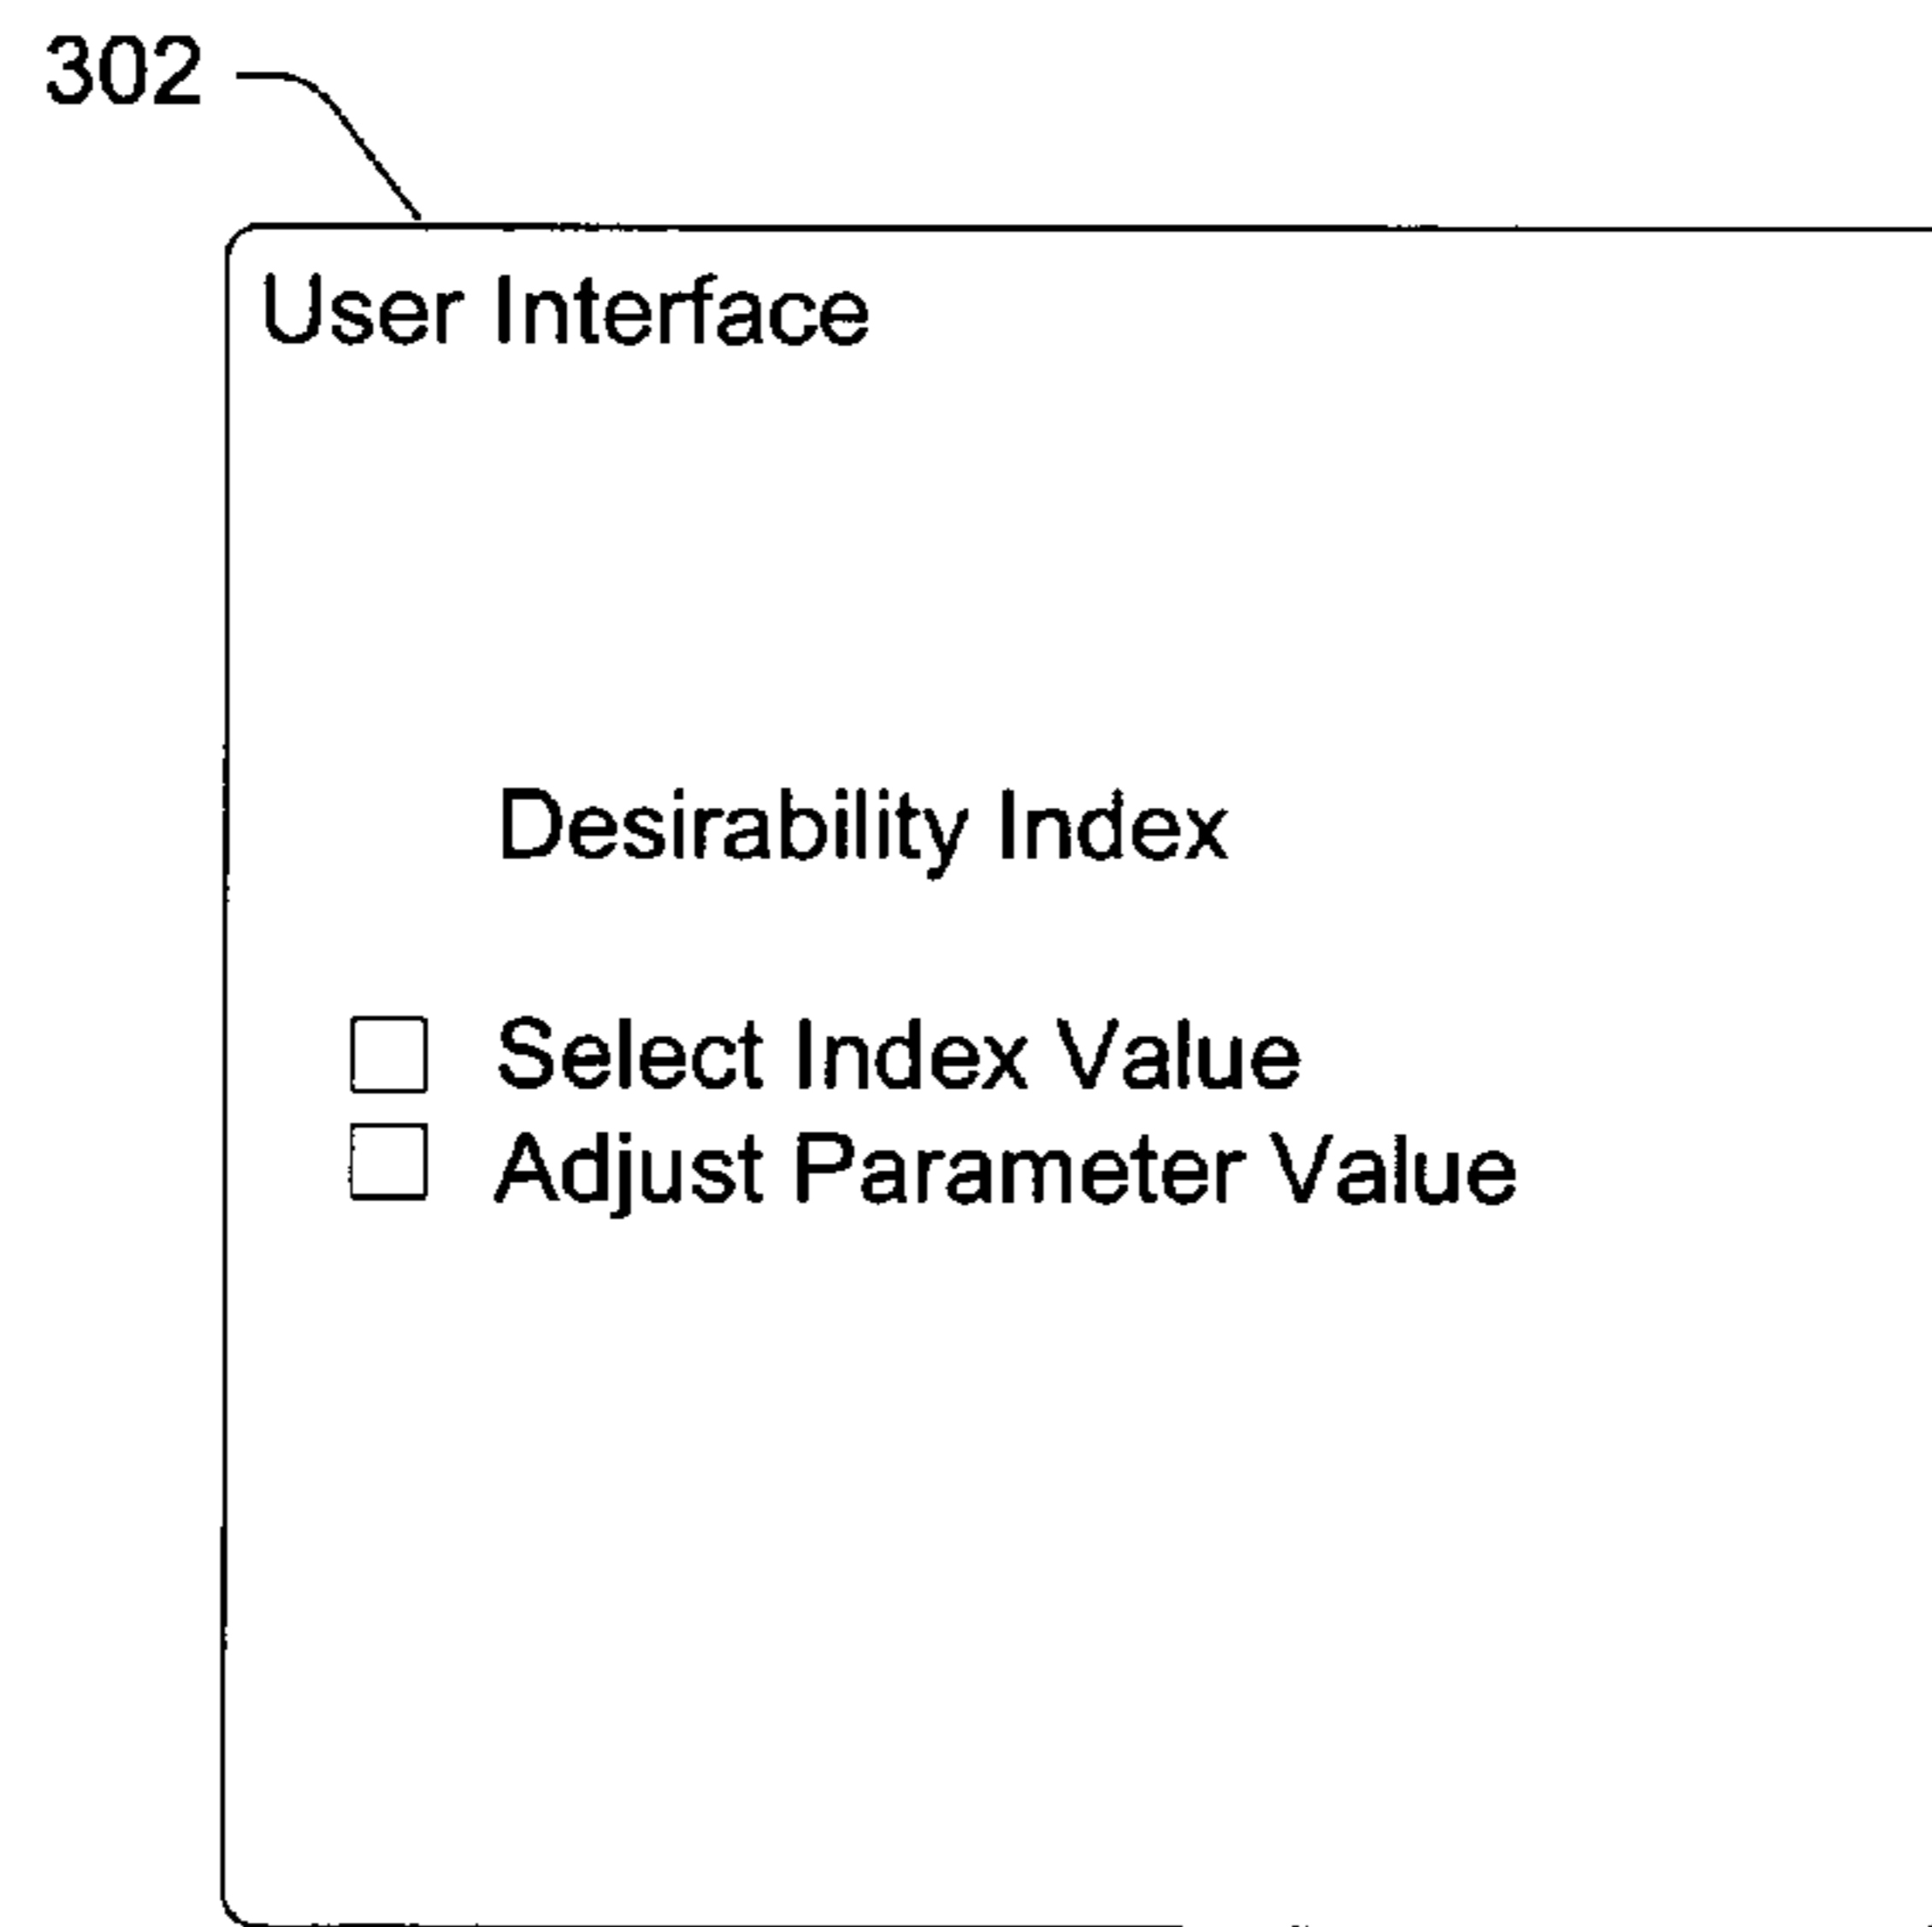 302
User Interface
Desirability Index
Select Index Value
Adjust Parameter Value